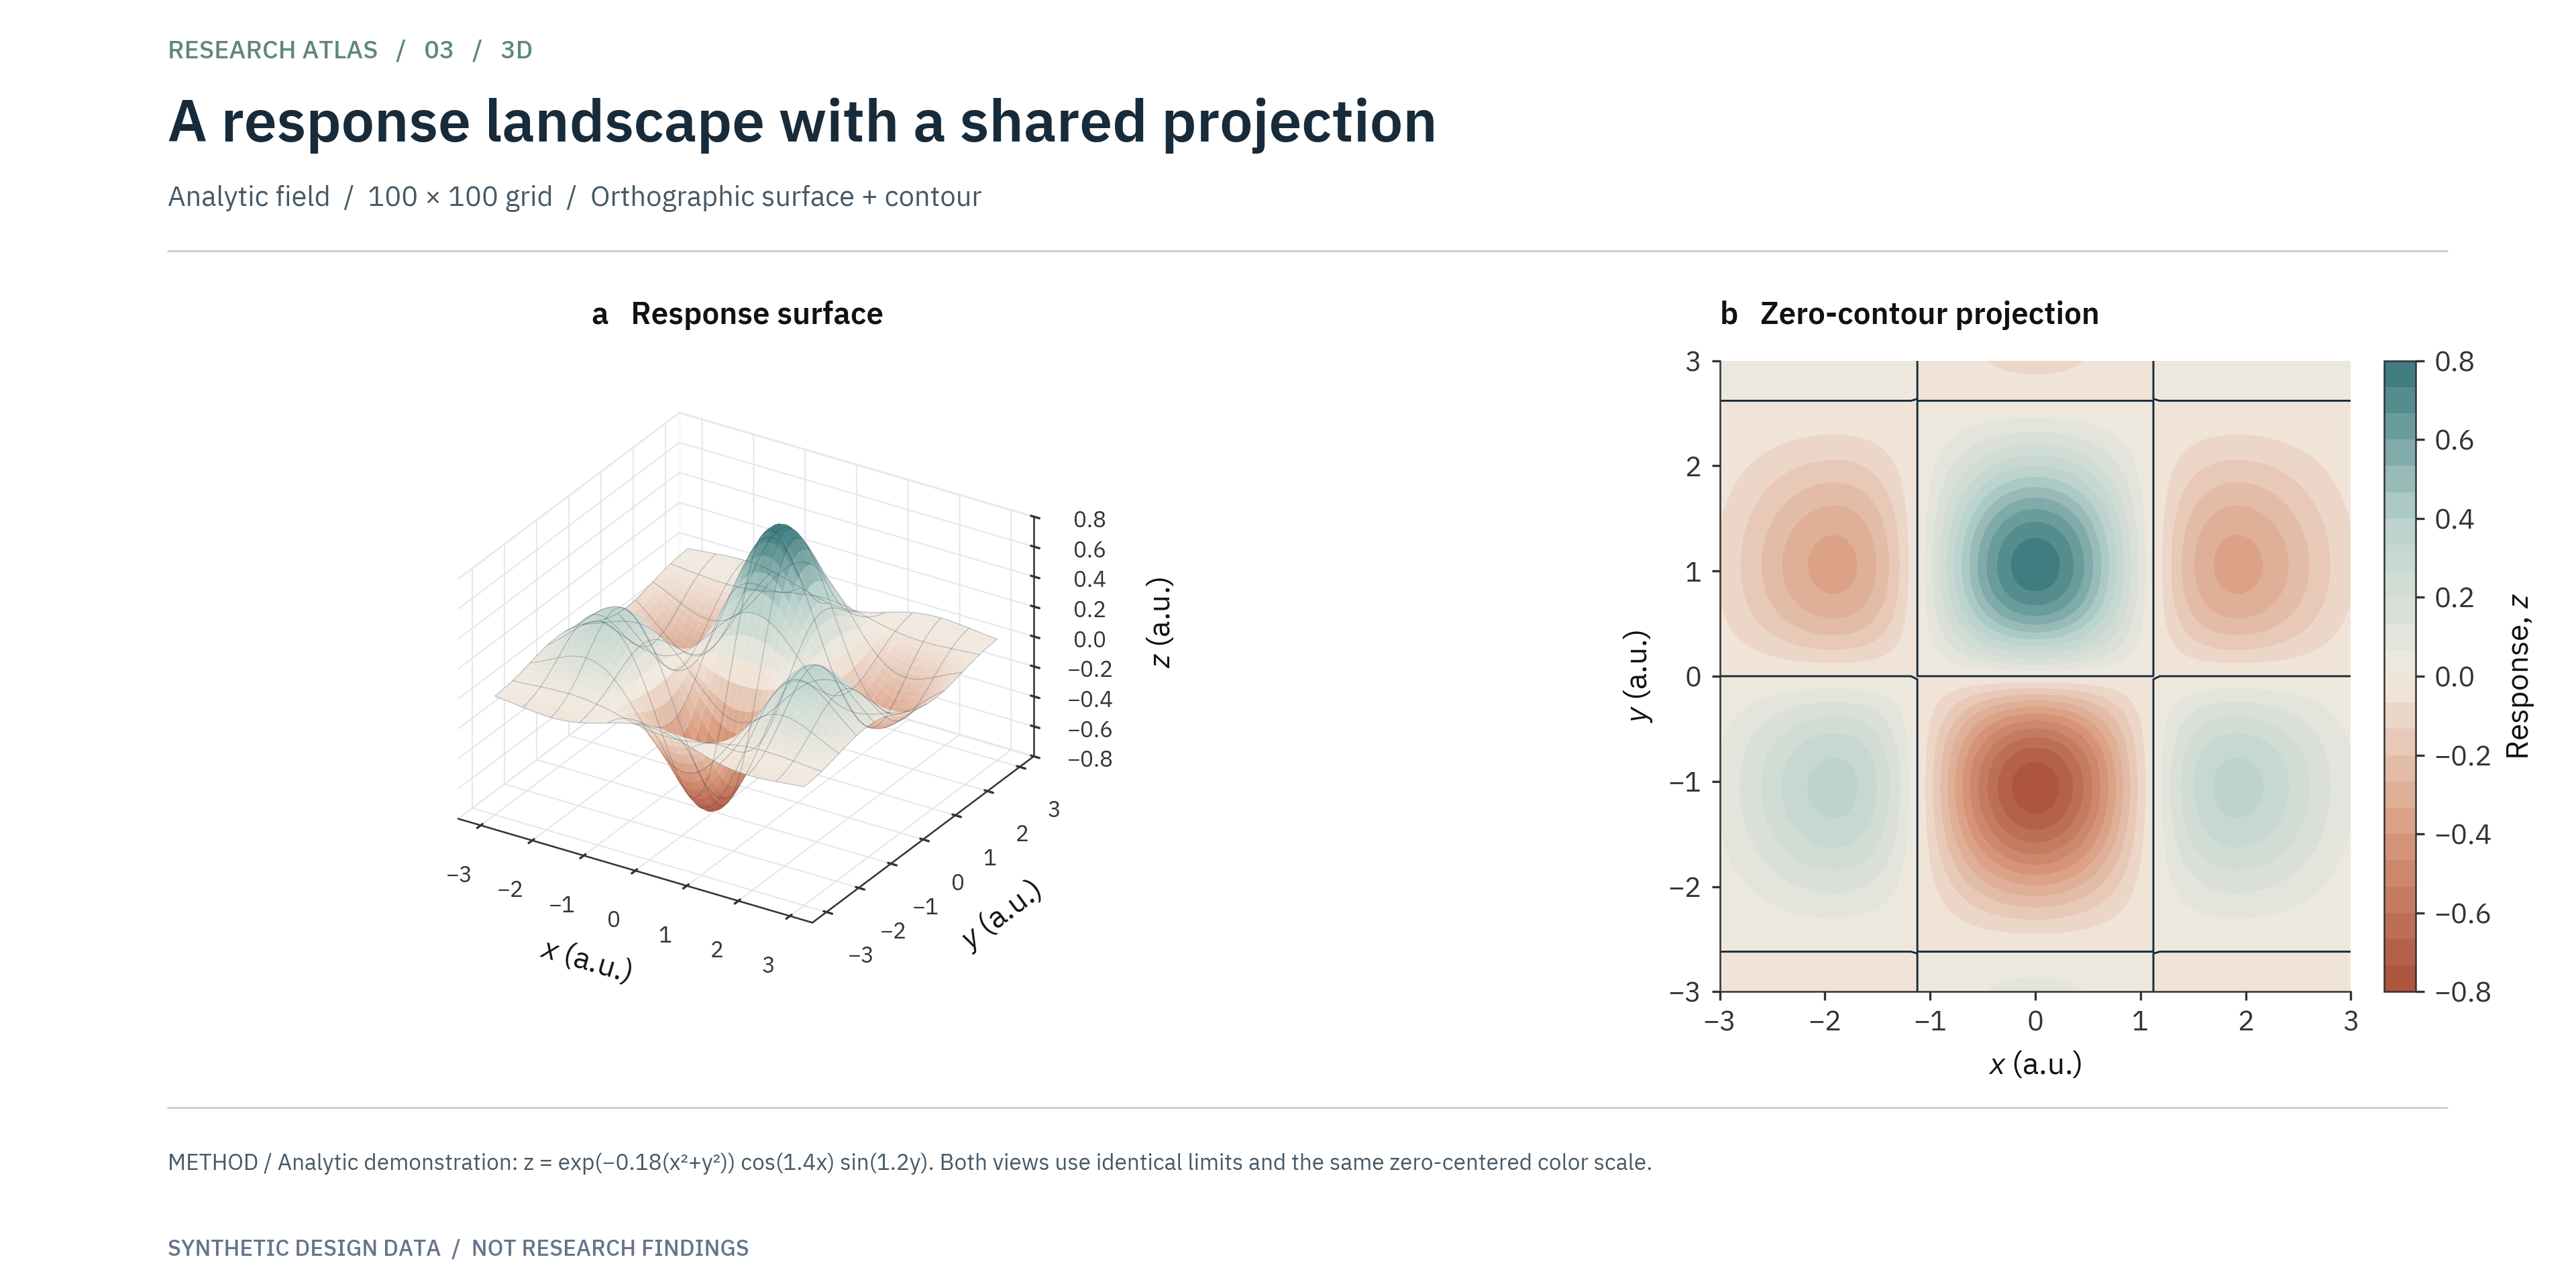 RESEARCH ATLAS / 03 / 3D
A response landscape with a shared projection
Analytic field / 100 × 100 grid / Orthographic surface + contour
a Response surface
0.8
0.6
0.4
0.2
0.0
−0.2
−0.4
−0.6
−0.8
z (a.u.)
−3
−2
−1
0
1
2
3
x (a.u.)
−3
−2
−1
0
1
2
3
y (a.u.)
b Zero-contour projection
3
2
1
0
−1
−2
−3
y (a.u.)
−3 −2 −1 0 1 2 3
x (a.u.)
0.8
0.6
0.4
0.2
0.0
−0.2
−0.4
−0.6
−0.8
Response, z
METHOD / Analytic demonstration: z = exp(−0.18(x²+y²)) cos(1.4x) sin(1.2y). Both views use identical limits and the same zero-centered color scale.
SYNTHETIC DESIGN DATA / NOT RESEARCH FINDINGS